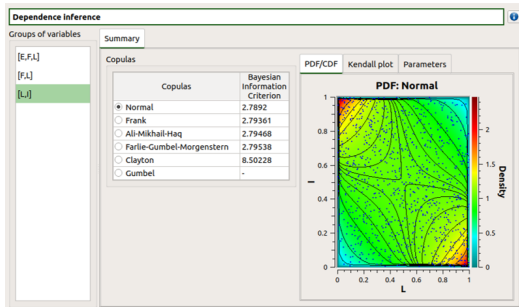 Dependence inference
Groups of variables
[E,F,L]
[F,L]
[L,I]
Summary
Copulas
Copulas
Bayesian
Information
Criterion
Normal 2.7892
Frank 2.79361
Ali-Mikhail-Haq 2.79468
Farlie-Gumbel-Morgenstern 2.79538
Clayton 8.50228
Gumbel -
PDF/CDF Kendall plot Parameters
PDF: Normal
1
0.8
0.6
0.4
0.2
0
I
0 0.2 0.4 0.6 0.8 1
L
2
1.5
1
0.5
0
Density